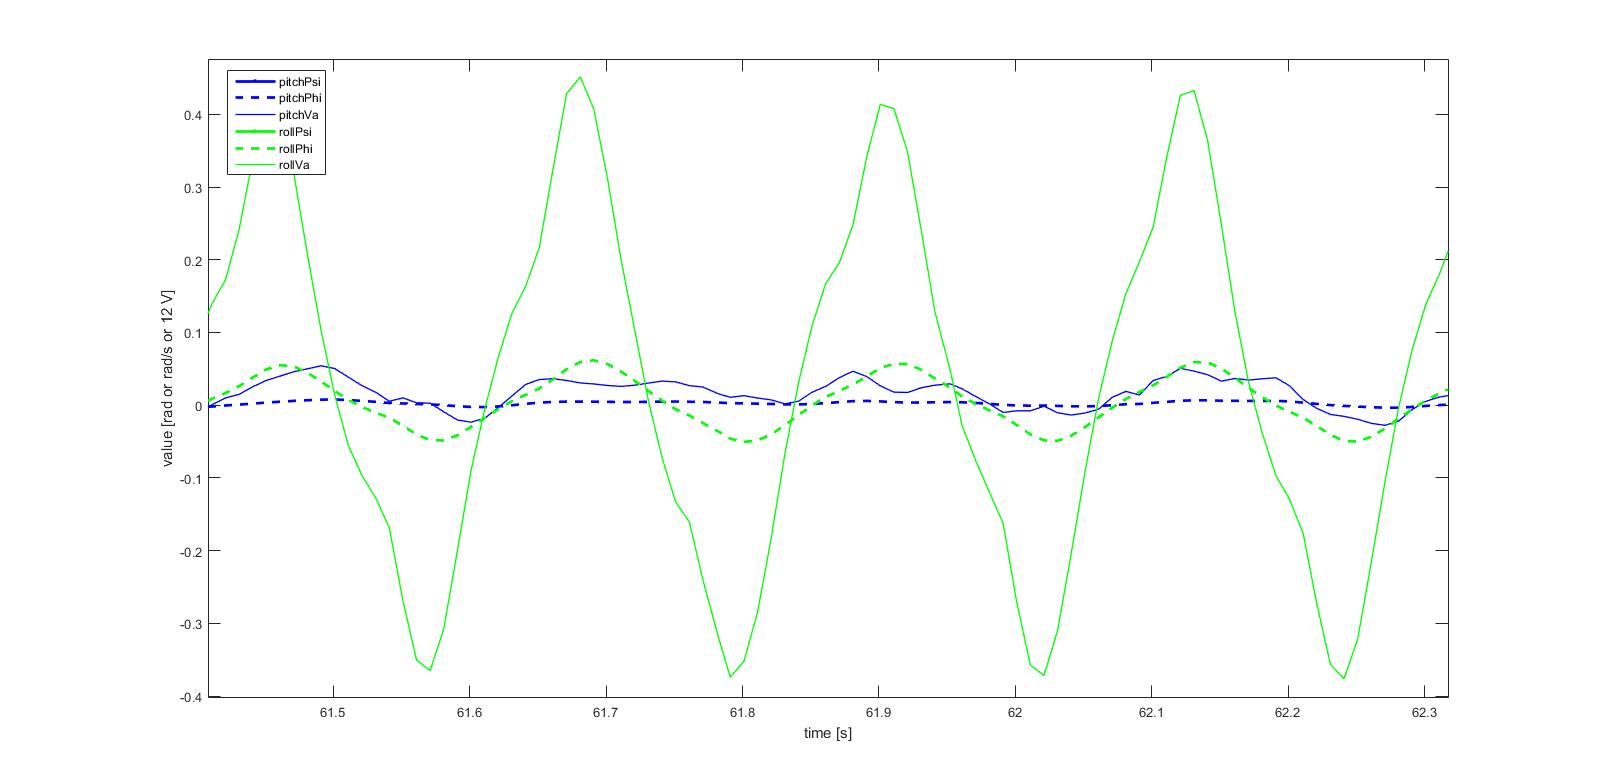 pitchPsi
pitchPhi
pitchVa
rollPsi
rollPhi
rollVa
0.4
0.3
0.2
0.1
0
-0.1
-0.2
-0.3
-0.4
value [rad or rad/s or 12 V]
61.5 61.6 61.7 61.8 61.9 62 62.1 62.2 62.3
time [s]